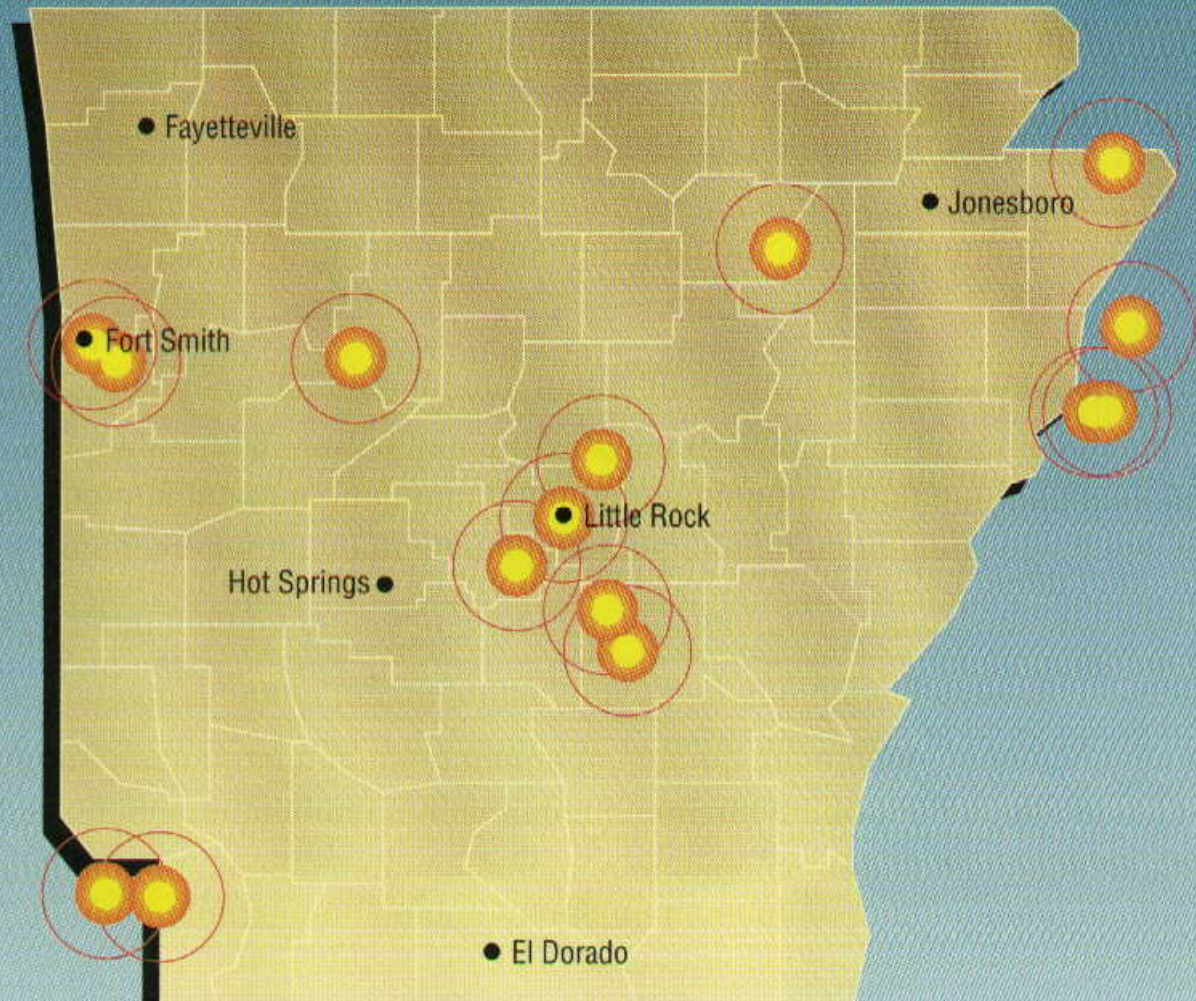 Fayetteville
Jonesboro
Fort Smith
Little Rock
Hot Springs
El Dorado